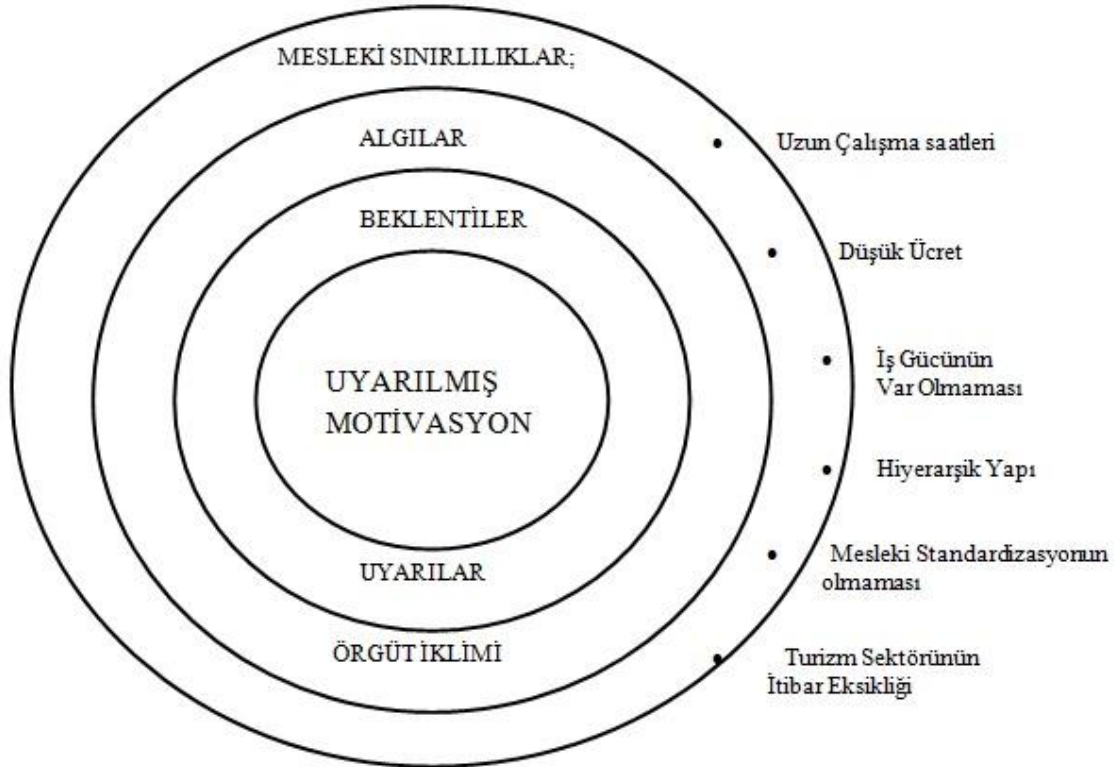 MESLEKİ SINIRLILIKLAR;
ALGILAR
BEKLENTİLER
UYARILMIŞ
MOTİVASYON
UYARILAR
ÖRGÜT İKLİMİ
• Uzun Çalışma saatleri
• Düşük Ücret
• İş Gücünün
Var Olmaması
• Hiyerarşik Yapı
• Mesleki Standardizasyonun
olmaması
• Turizm Sektörünün
İtibar Eksikliği